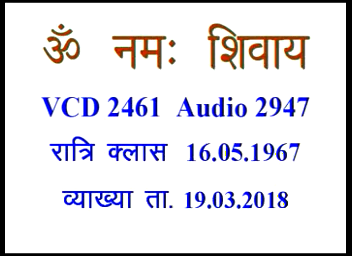 ॐ नमः शिवाय
VCD 2461 Audio 2947
रात्रि क्लास 16.05.1967
व्याख्या ता. 19.03.2018